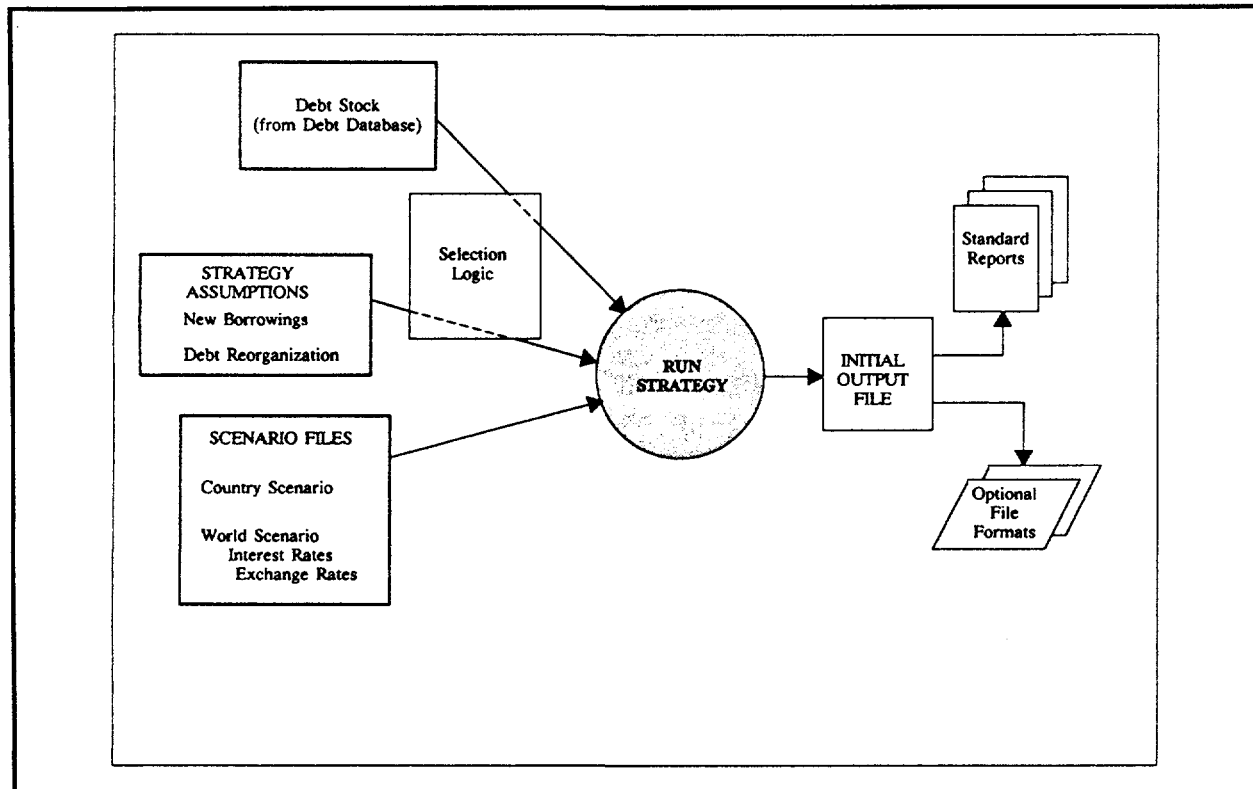 Debt Stock
(from Debt Database)
Selection
Logic
STRATEGY
ASSUMPTIONS
New Borrowings
Debt Reorganization
SCENARIO FILES
Country Scenario
World Scenario
Interest Rates
Exchange Rates
RUN
STRATEGY
INITIAL
OUTPUT
FILE
Standard
Reports
Optional
File
Formats